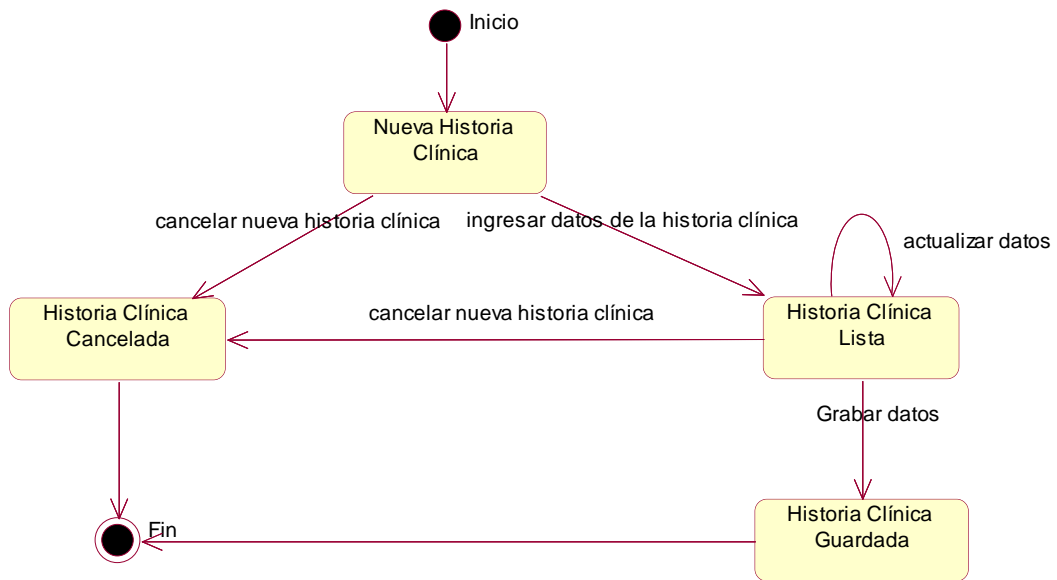 Inicio
Nueva Historia
Clínica
cancelar nueva historia clínica
ingresar datos de la historia clínica
actualizar datos
Historia Clínica
Cancelada
cancelar nueva historia clínica
Historia Clínica
Lista
Grabar datos
Fin
Historia Clínica
Guardada